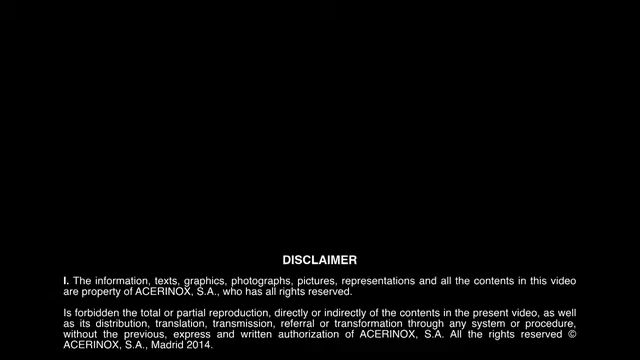 DISCLAIMER
I. The information, texts, graphics, photographs, pictures, representations and all the contents in this video
are property of ACERINOX, S.A., who has all rights reserved.
Is forbidden the total or partial reproduction, directly or indirectly of the contents in the present video, as well
as its distribution, translation, transmission, referral or transformation through any system or procedure,
without the previous, express and written authorization of ACERINOX, S.A. All the rights reserved ©
ACERINOX, S.A., Madrid 2014.